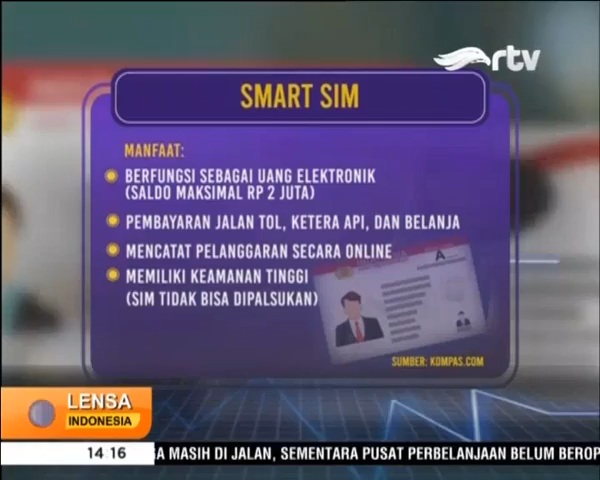 rtv
SMART SIM
MANFAAT:
BERFUNGSI SEBAGAI UANG ELEKTRONIK
(SALDO MAKSIMAL RP 2 JUTA)
PEMBAYARAN JALAN TOL, KETERA API, DAN BELANJA
MENCATAT PELANGGARAN SECARA ONLINE
MEMILIKI KEAMANAN TINGGI
(SIM TIDAK BISA DIPALSUKAN)
A
SUMBER: KOMPAS.COM
LENSA
INDONESIA
14:16
A MASIH DI JALAN, SEMENTARA PUSAT PERBELANJAAN BELUM BEROP